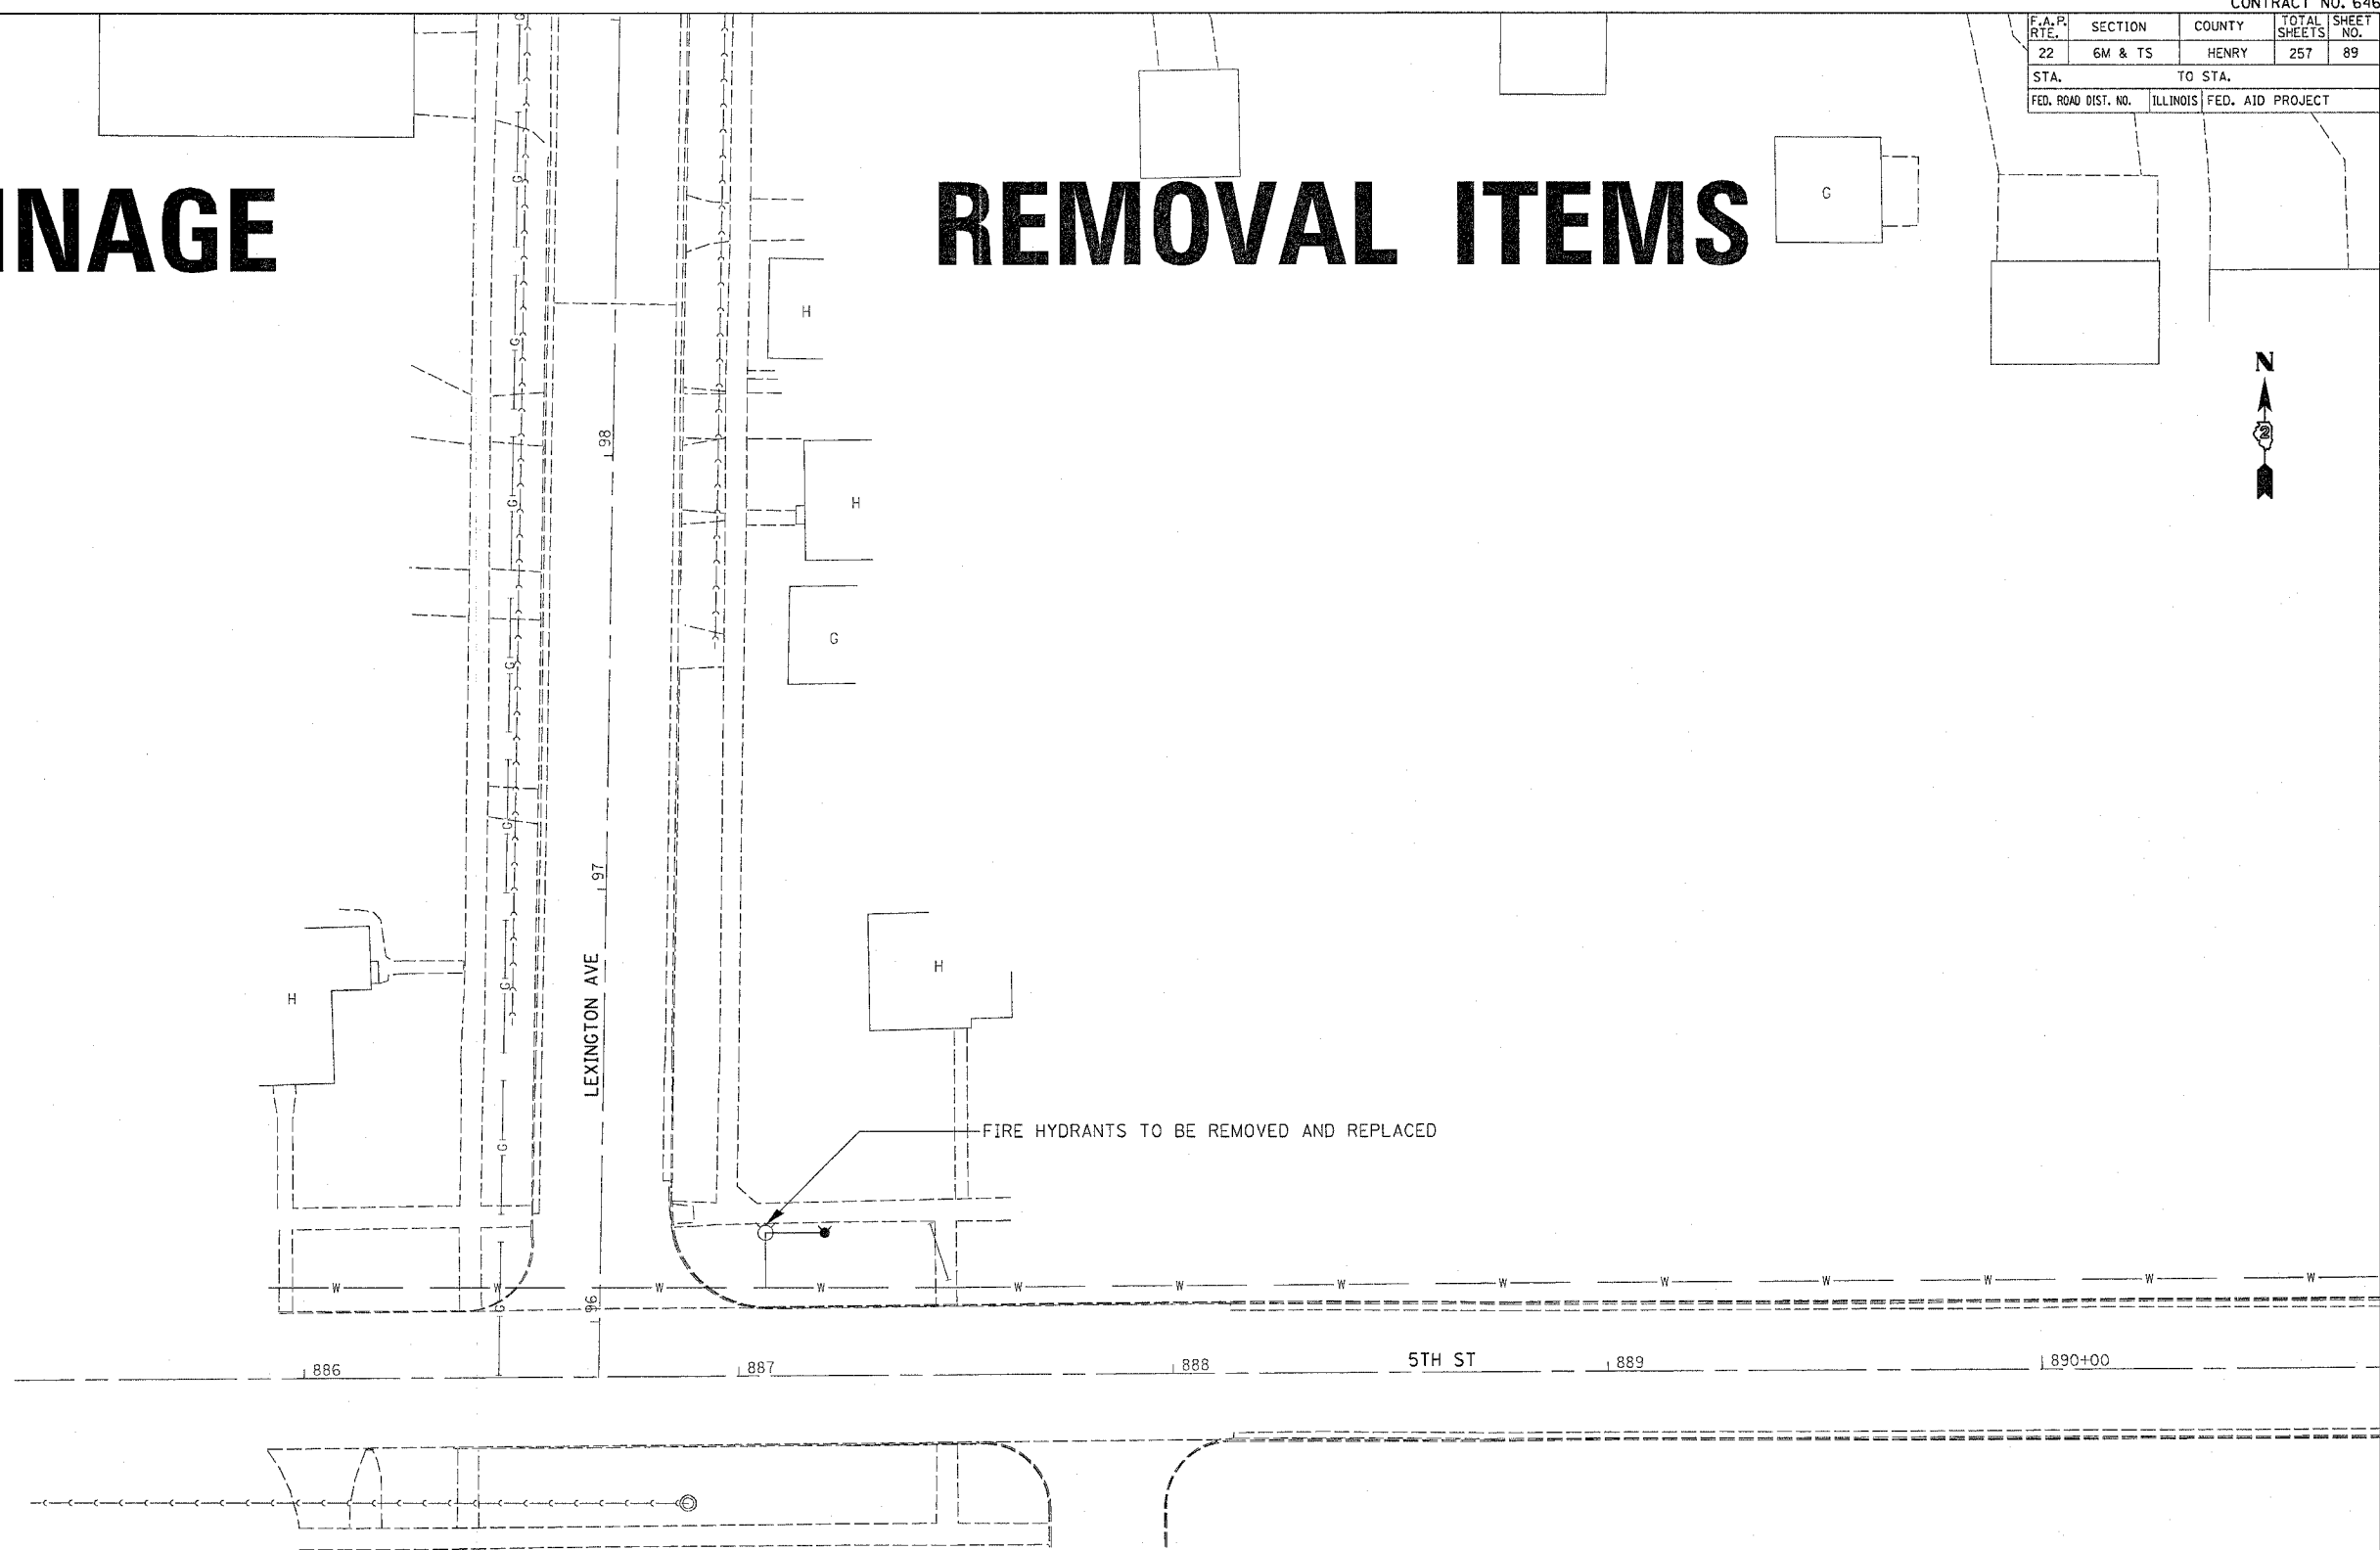 CONTRACT NO. 646
F.A.P. RTE. SECTION COUNTY TOTAL SHEETS SHEET NO.
22 6M & TS HENRY 257 89
STA. TO STA.
FED. ROAD DIST. NO. ILLINOIS FED. AID PROJECT
INAGE
REMOVAL ITEMS
G
G
G
H
N
2
G
98
H
G
G
G
G
97
H
H
G
LEXINGTON AVE
FIRE HYDRANTS TO BE REMOVED AND REPLACED
G
W W W W W W W W W W W W W
G
96
886 887 888 5TH ST 889 890+00